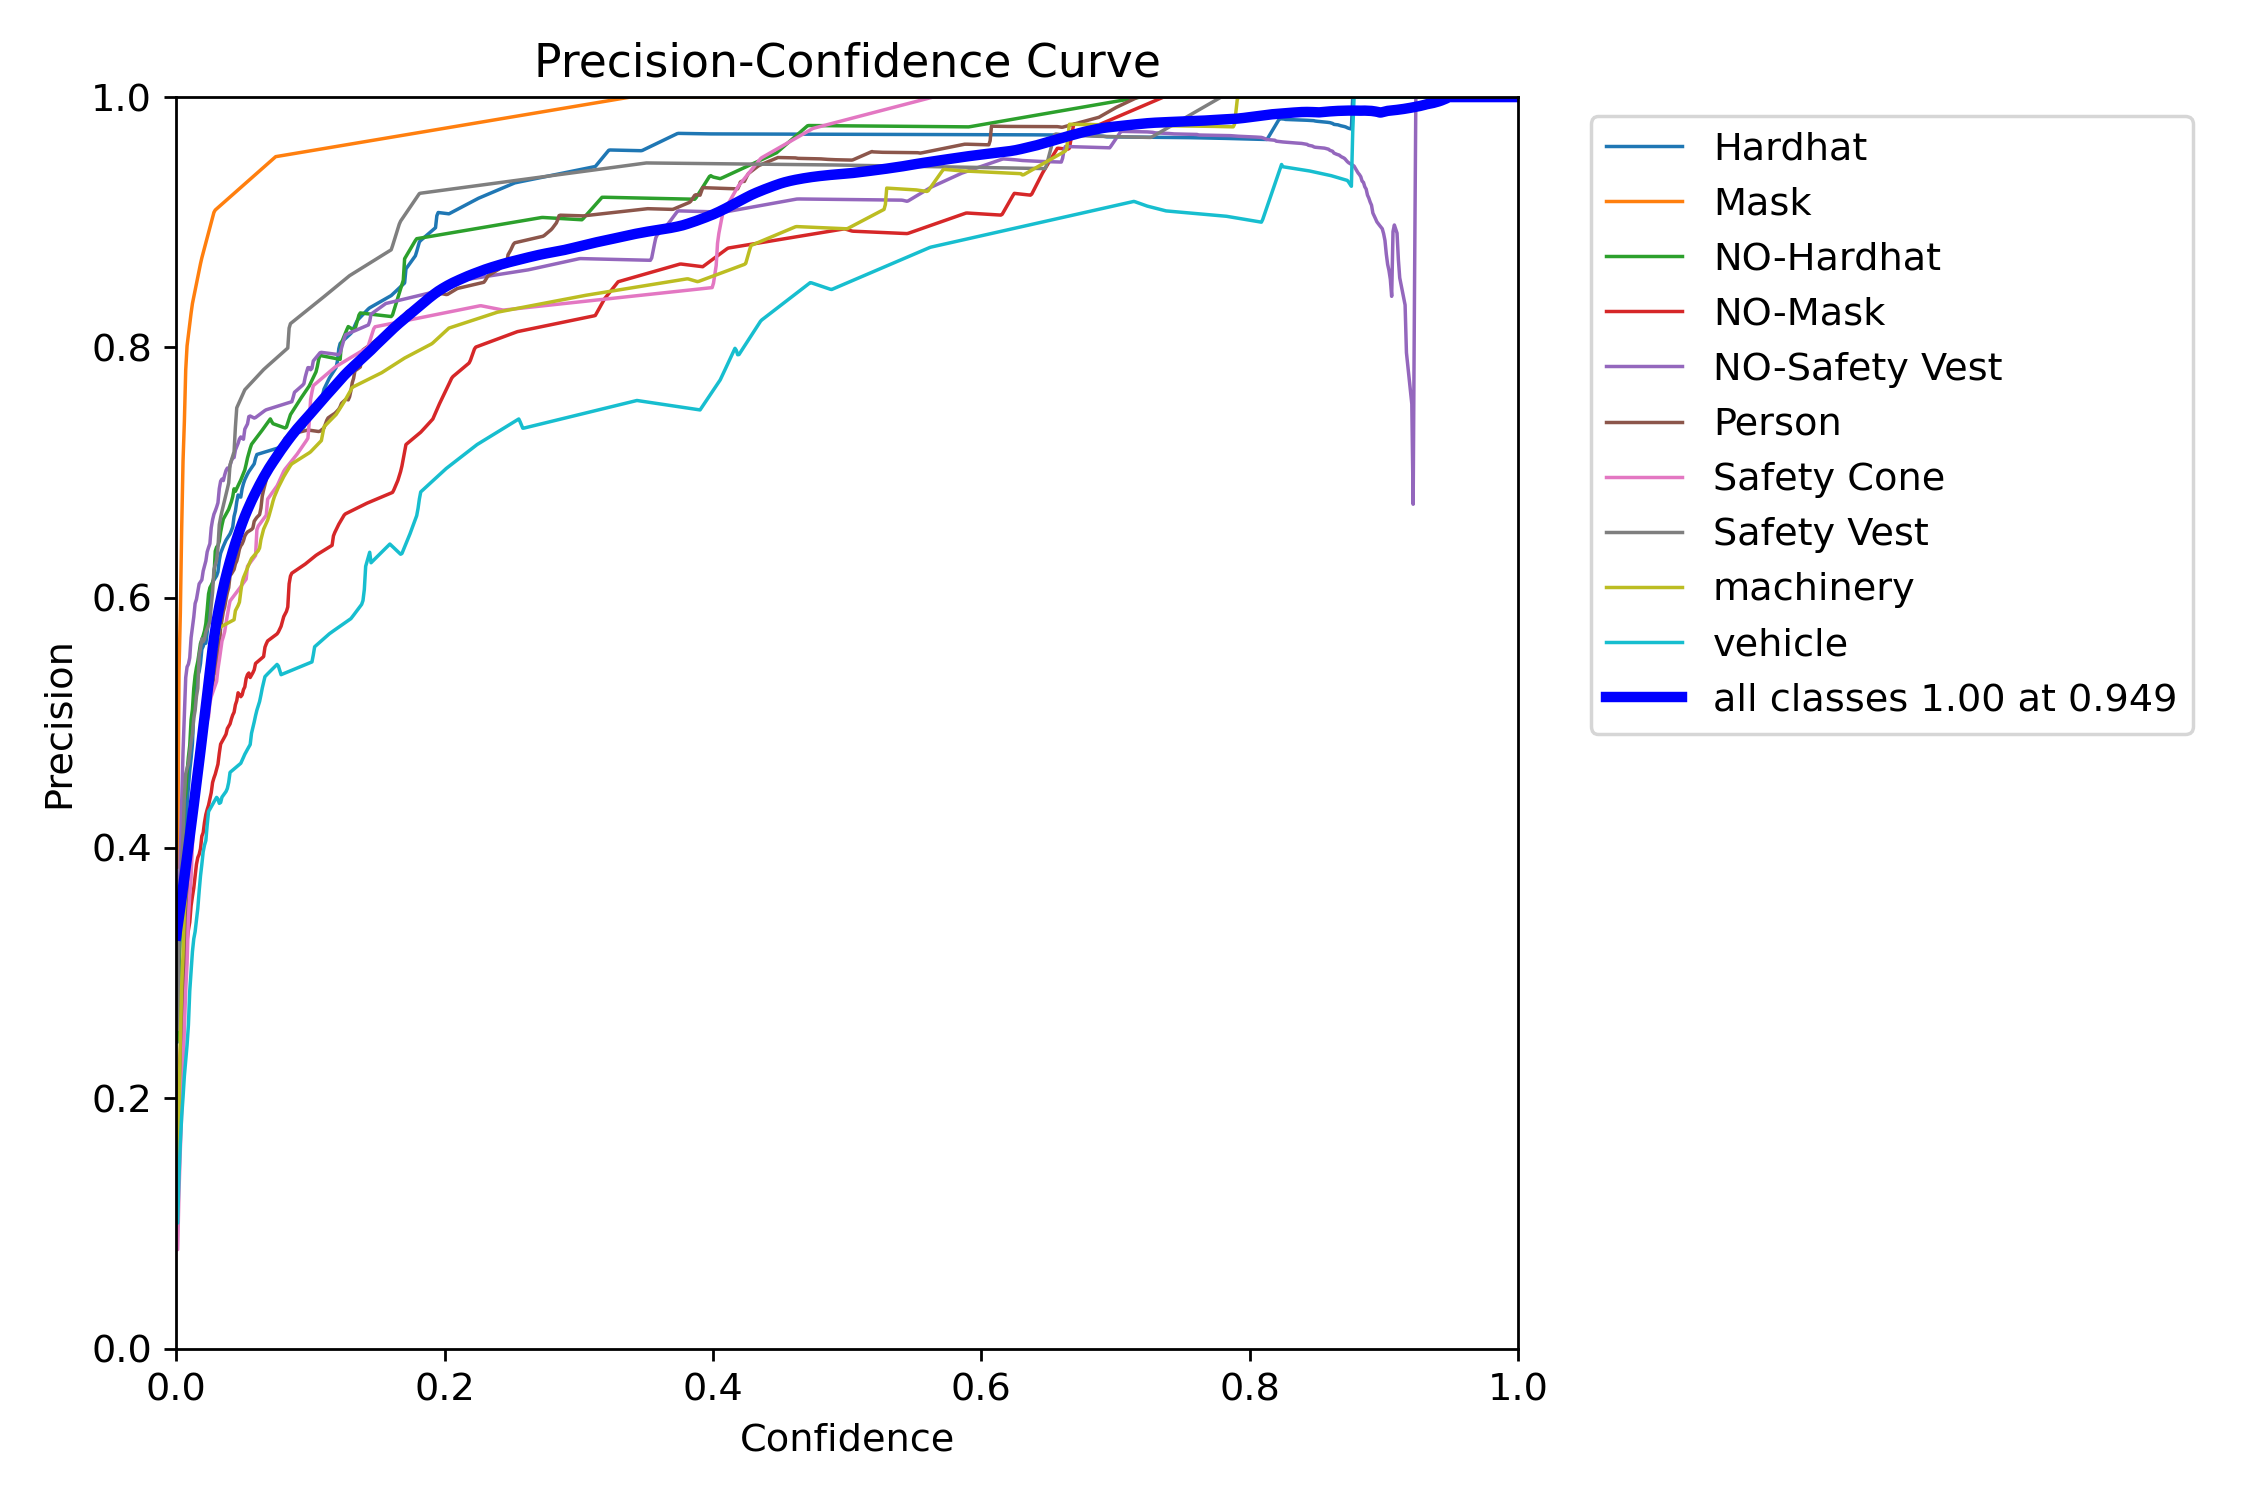 Precision-Confidence Curve
1.0
0.8
0.6
0.4
0.2
0.0
Precision
0.0 0.2 0.4 0.6 0.8 1.0
Confidence
Hardhat
Mask
NO-Hardhat
NO-Mask
NO-Safety Vest
Person
Safety Cone
Safety Vest
machinery
vehicle
all classes 1.00 at 0.949